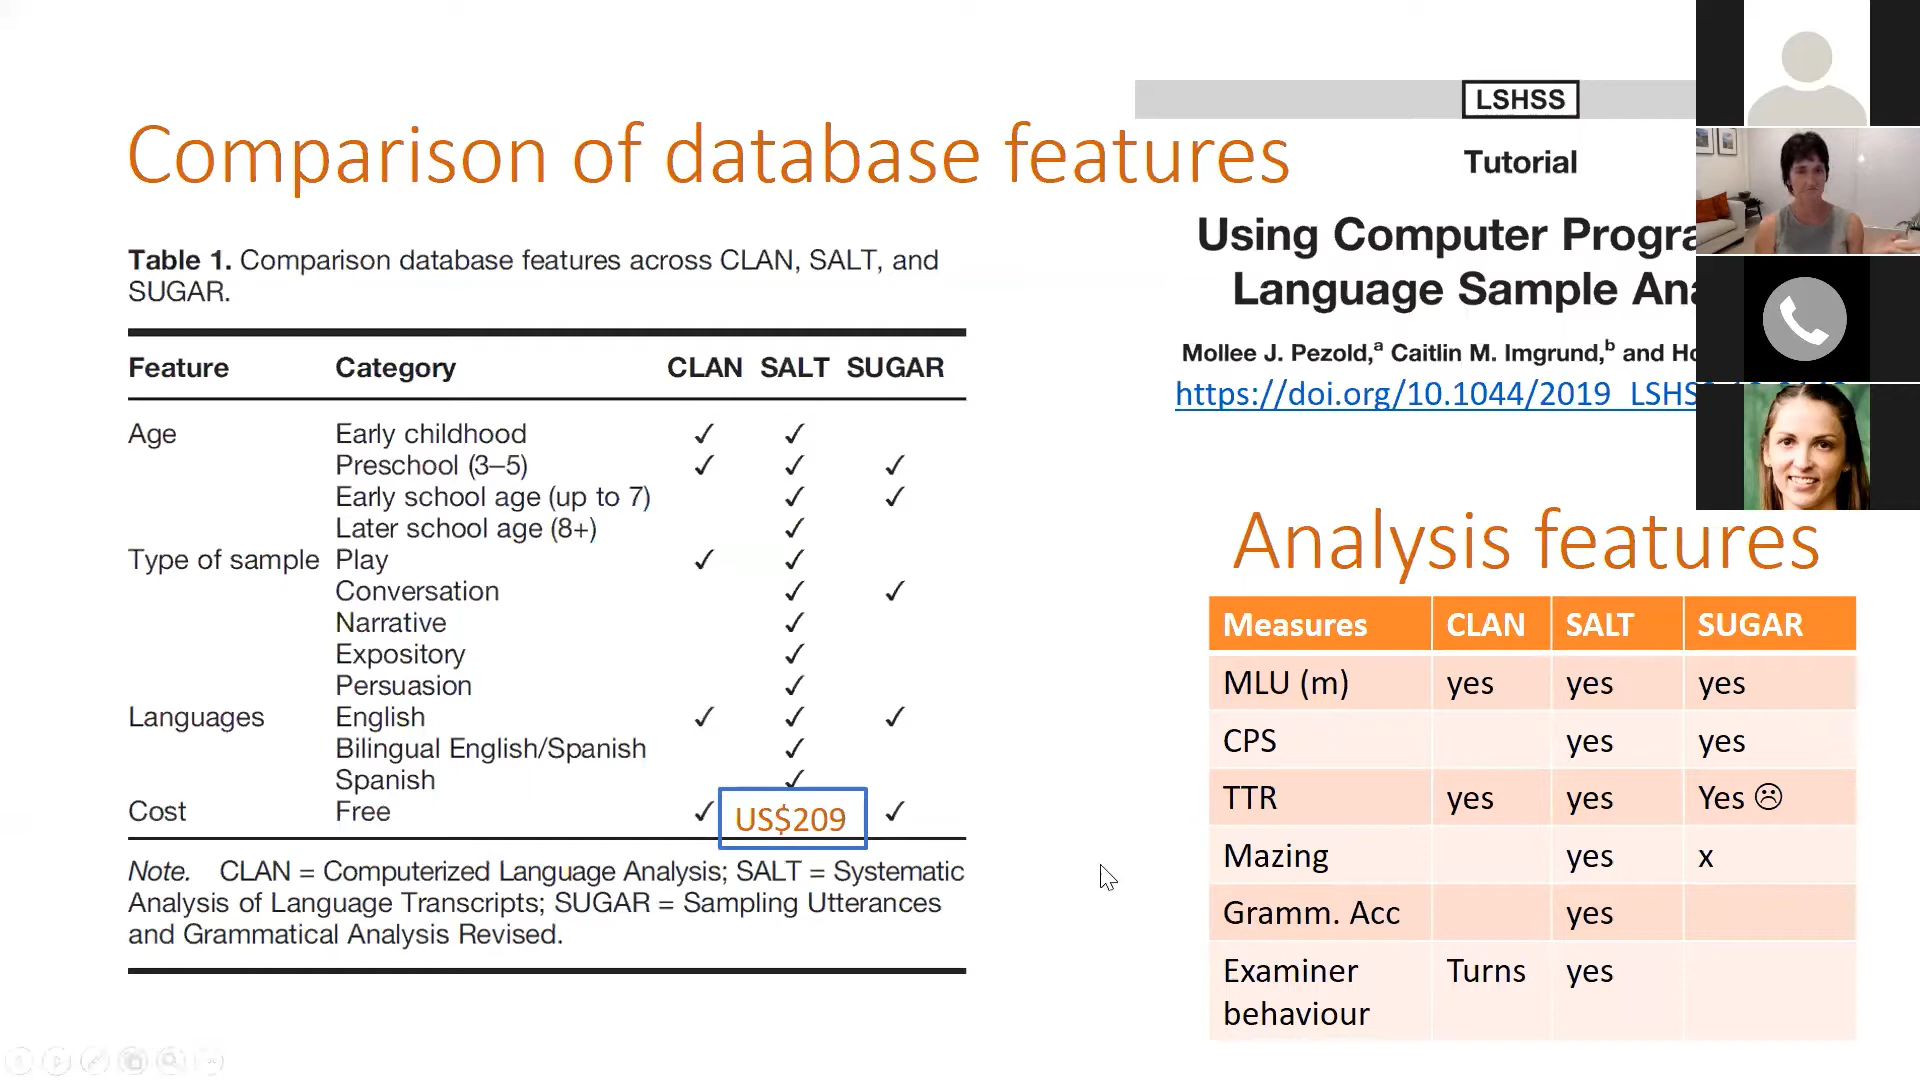 LSHSS
Comparison of database features
Tutorial
Using Computer Progra
Language Sample Ana
Mollee J. Pezold,a Caitlin M. Imgrund,b and Ho
https://doi.org/10.1044/2019_LSHS
Table 1. Comparison database features across CLAN, SALT, and
SUGAR.
Feature Category CLAN SALT SUGAR
Age Early childhood ✓ ✓
Preschool (3–5) ✓ ✓ ✓
Early school age (up to 7) ✓ ✓
Later school age (8+) ✓
Type of sample Play ✓ ✓
Conversation ✓ ✓
Narrative ✓
Expository ✓
Persuasion ✓
Languages English ✓ ✓ ✓
Bilingual English/Spanish ✓
Spanish ✓
Cost Free ✓ US$209 ✓
Note. CLAN = Computerized Language Analysis; SALT = Systematic
Analysis of Language Transcripts; SUGAR = Sampling Utterances
and Grammatical Analysis Revised.
Analysis features
Measures CLAN SALT SUGAR
MLU (m) yes yes yes
CPS yes yes
TTR yes yes Yes ☹
Mazing yes x
Gramm. Acc yes
Examiner Turns yes
behaviour